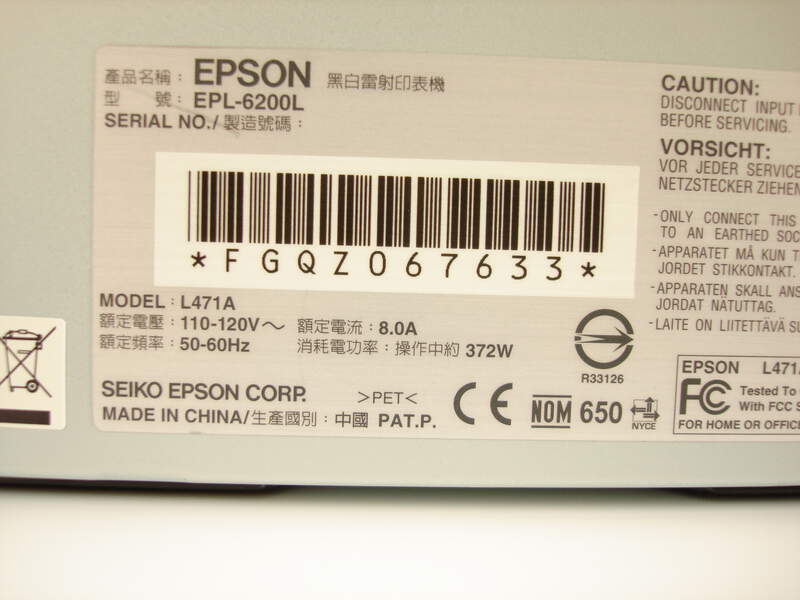 產品名稱：EPSON 黑白雷射印表機
型 號：EPL-6200L
SERIAL NO./製造號碼：
*FGQZ067633*
MODEL：L471A
額定電壓：110-120V～ 額定電流：8.0A
額定頻率：50-60Hz 消耗電功率：操作中約 372W
R33126
SEIKO EPSON CORP. >PET<
MADE IN CHINA/生產國別：中國 PAT.P.
CE
NOM 650
NYCE
CAUTION:
DISCONNECT INPUT
BEFORE SERVICING.
VORSICHT:
VOR JEDER SERVICE
NETZSTECKER ZIEHEN
-ONLY CONNECT THIS
TO AN EARTHED SOC
-APPARATET MÅ KUN T
JORDET STIKKONTAKT.
-APPARATEN SKALL ANS
JORDAT NÄTUTTAG.
-LAITE ON LIITETTÄVÄ SU
EPSON L471A
FC Tested To
With FCC S
FOR HOME OR OFFICE